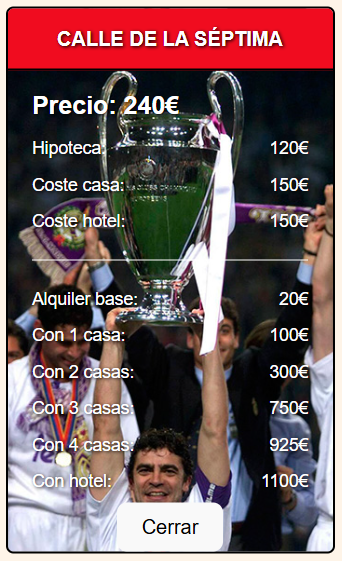 CALLE DE LA SÉPTIMA
Precio: 240€
Hipoteca: 120€
Coste casa: 150€
Coste hotel: 150€
Alquiler base: 20€
Con 1 casa: 100€
Con 2 casas: 300€
Con 3 casas: 750€
Con 4 casas: 925€
Con hotel: 1100€
Cerrar